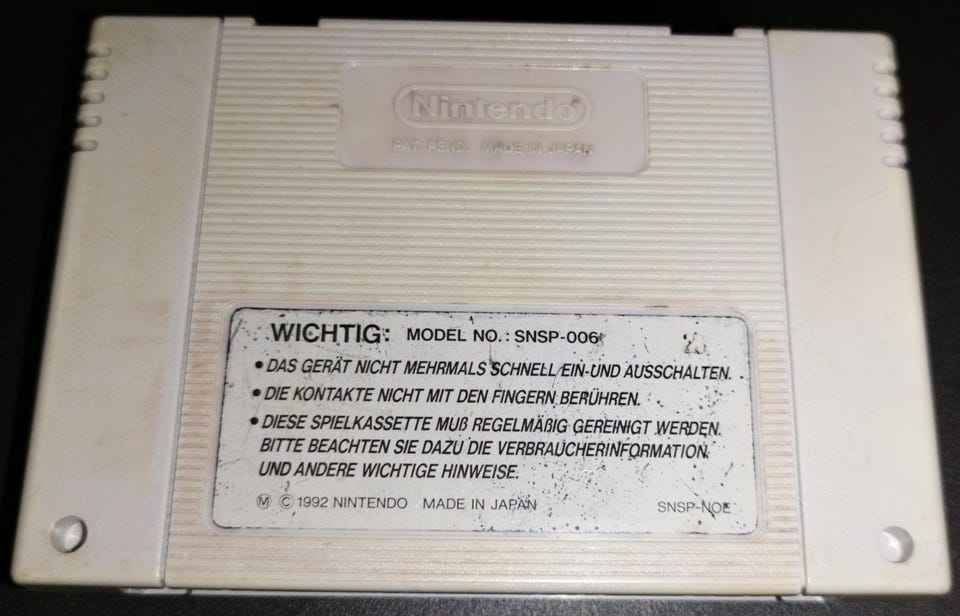 Nintendo®
PAT. PEND. MADE IN JAPAN
WICHTIG: MODEL NO.: SNSP-006
• DAS GERÄT NICHT MEHRMALS SCHNELL EIN-UND AUSSCHALTEN.
• DIE KONTAKTE NICHT MIT DEN FINGERN BERÜHREN.
• DIESE SPIELKASSETTE MUß REGELMÄßIG GEREINIGT WERDEN.
BITTE BEACHTEN SIE DAZU DIE VERBRAUCHERINFORMATION
UND ANDERE WICHTIGE HINWEISE.
Ⓜ © 1992 NINTENDO MADE IN JAPAN SNSP-NOE